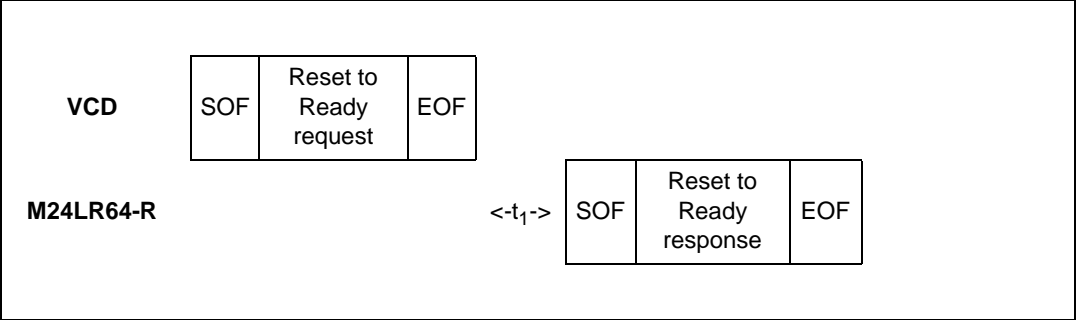 VCD
SOF
Reset to
Ready
request
EOF
M24LR64-R
<-t₁->
SOF
Reset to
Ready
response
EOF